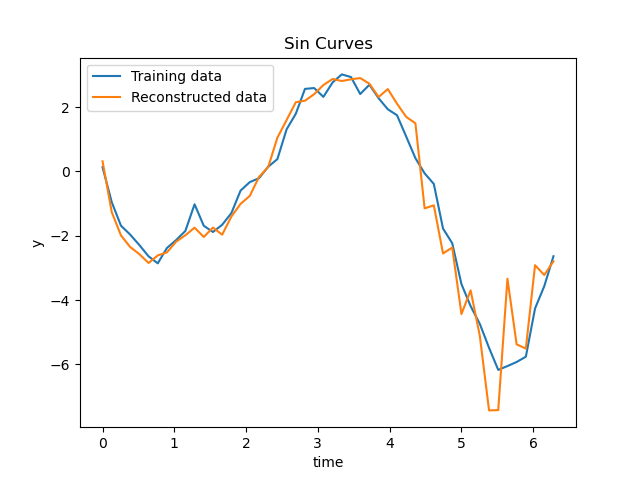 Sin Curves
Training data
Reconstructed data
y
2
0
−2
−4
−6
0 1 2 3 4 5 6
time